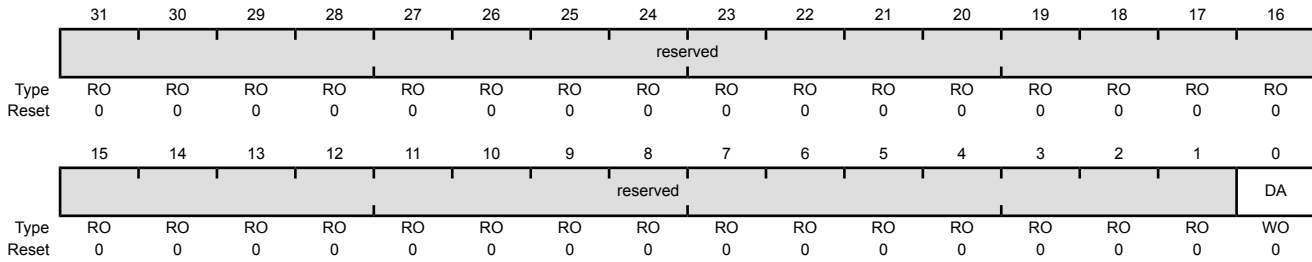 31 30 29 28 27 26 25 24 23 22 21 20 19 18 17 16
reserved
Type RO RO RO RO RO RO RO RO RO RO RO RO RO RO RO RO
Reset 0 0 0 0 0 0 0 0 0 0 0 0 0 0 0 0
15 14 13 12 11 10 9 8 7 6 5 4 3 2 1 0
reserved DA
Type RO RO RO RO RO RO RO RO RO RO RO RO RO RO RO WO
Reset 0 0 0 0 0 0 0 0 0 0 0 0 0 0 0 0